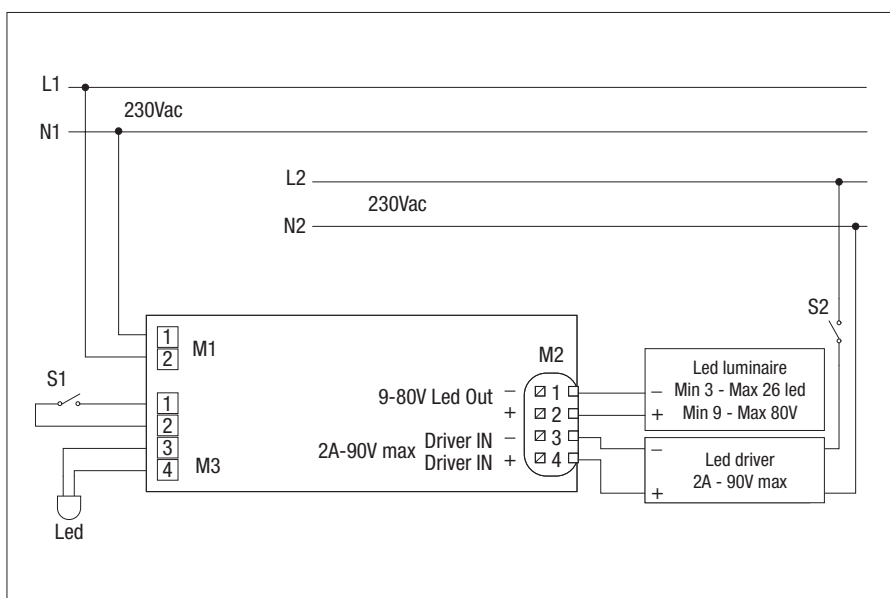 L1
230Vac
N1
L2
230Vac
N2
S2
1
2
M1
M2
S1
1
2
3
4
M3
Led
9-80V Led Out − 
+
2A-90V max
Driver IN −
Driver IN +
1
2
3
4
Led luminaire
− Min 3 - Max 26 led
+ Min 9 - Max 80V
−
Led driver
2A - 90V max
+